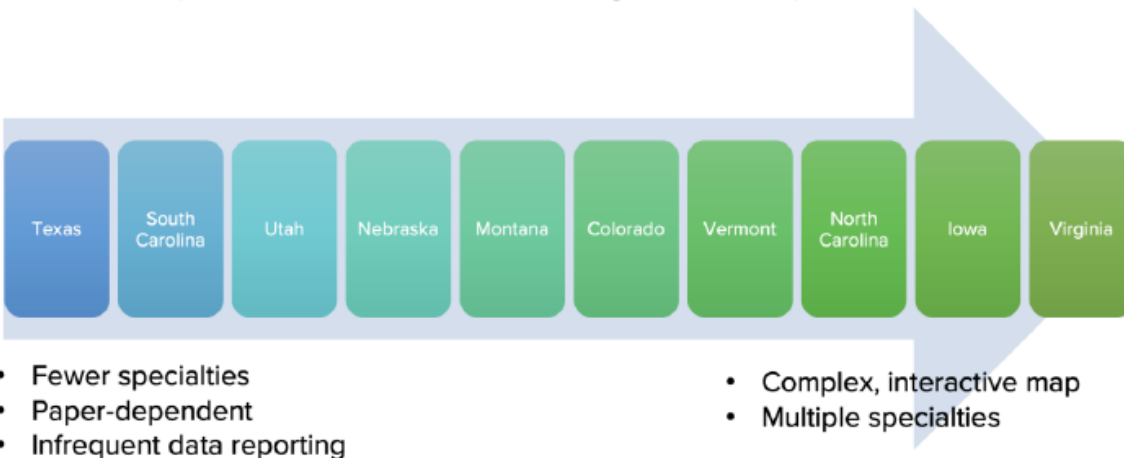 Texas
South
Carolina
Utah
Nebraska
Montana
Colorado
Vermont
North
Carolina
Iowa
Virginia
• Fewer specialties
• Paper-dependent
• Infrequent data reporting
• Complex, interactive map
• Multiple specialties